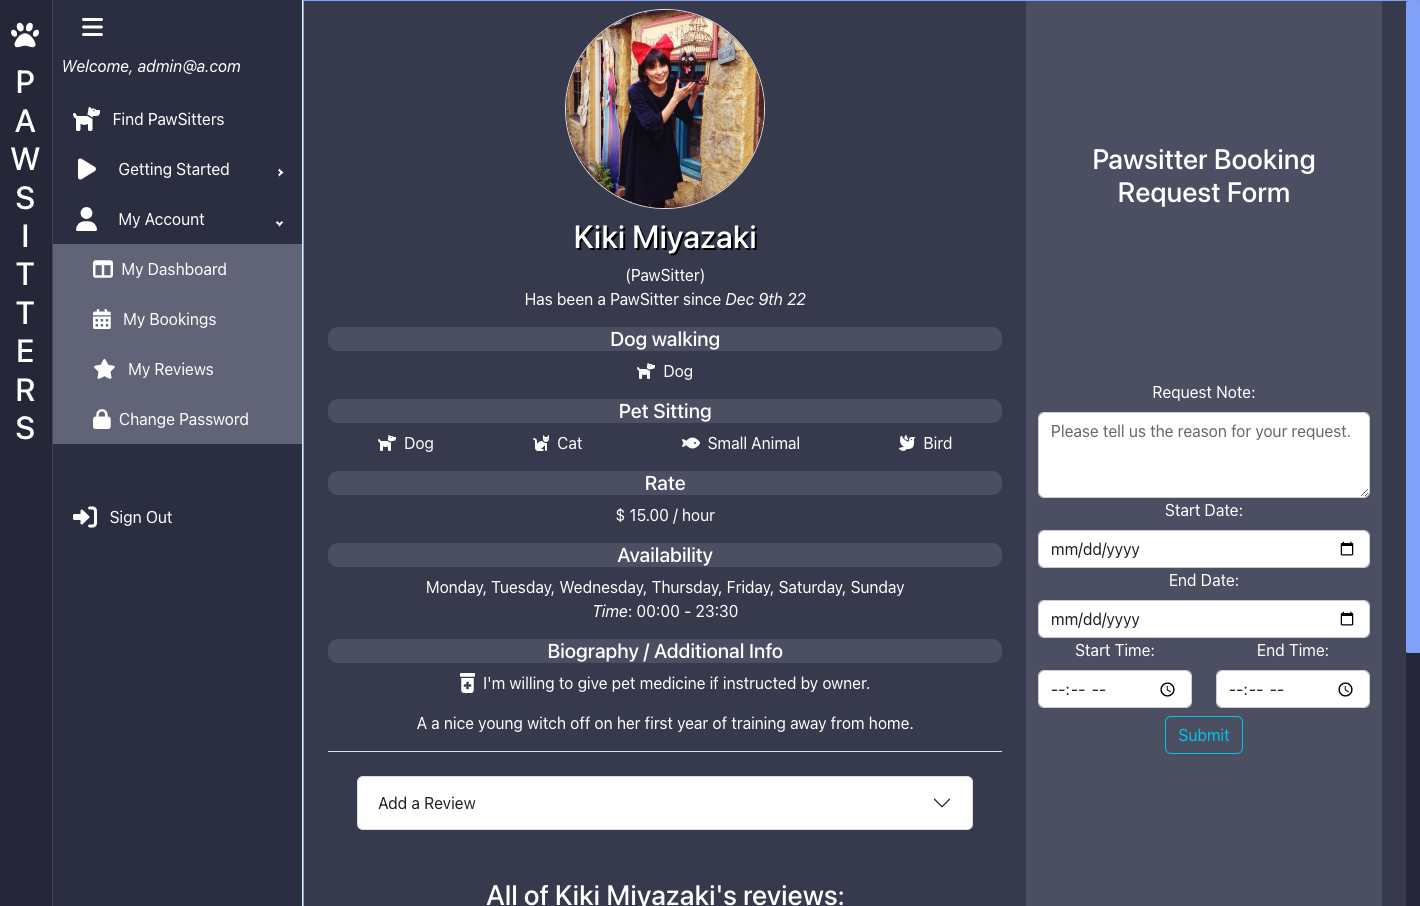 PAWSITTERS
Welcome, admin@a.com
Find PawSitters
Getting Started
My Account
My Dashboard
My Bookings
My Reviews
Change Password
Sign Out
Kiki Miyazaki
(PawSitter)
Has been a PawSitter since Dec 9th 22
Dog walking
Dog
Pet Sitting
Dog Cat Small Animal Bird
Rate
$ 15.00 / hour
Availability
Monday, Tuesday, Wednesday, Thursday, Friday, Saturday, Sunday
Time: 00:00 - 23:30
Biography / Additional Info
I'm willing to give pet medicine if instructed by owner.
A a nice young witch off on her first year of training away from home.
Add a Review
All of Kiki Miyazaki's reviews:
Pawsitter Booking
Request Form
Request Note:
Please tell us the reason for your request.
Start Date:
mm/dd/yyyy
End Date:
mm/dd/yyyy
Start Time: End Time:
--:-- -- --:-- --
Submit